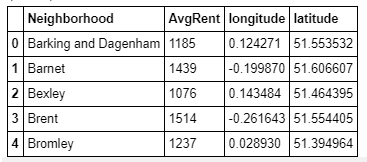 Neighborhood AvgRent longitude latitude
0 Barking and Dagenham 1185 0.124271 51.553532
1 Barnet 1439 -0.199870 51.606607
2 Bexley 1076 0.143484 51.464395
3 Brent 1514 -0.261643 51.554405
4 Bromley 1237 0.028930 51.394964